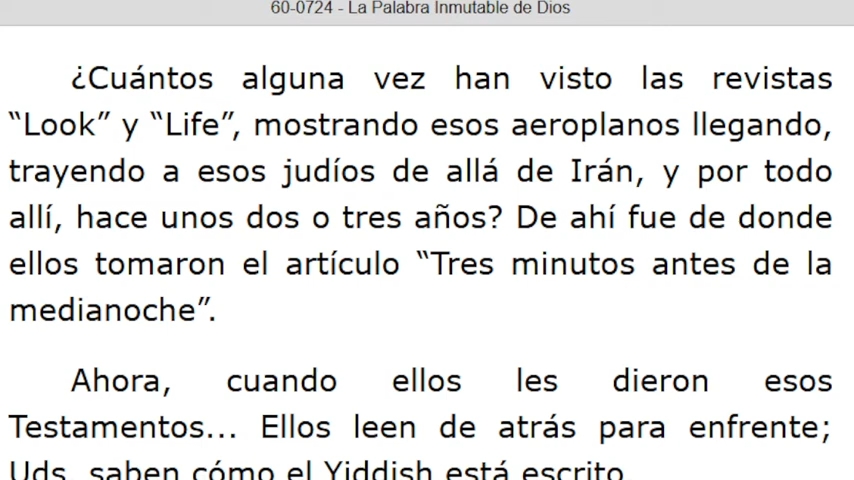 60-0724 - La Palabra Inmutable de Dios
¿Cuántos alguna vez han visto las revistas
“Look” y “Life”, mostrando esos aeroplanos llegando,
trayendo a esos judíos de allá de Irán, y por todo
allí, hace unos dos o tres años? De ahí fue de donde
ellos tomaron el artículo “Tres minutos antes de la
medianoche”.
Ahora, cuando ellos les dieron esos
Testamentos... Ellos leen de atrás para enfrente;
Uds. saben cómo el Yiddish está escrito.